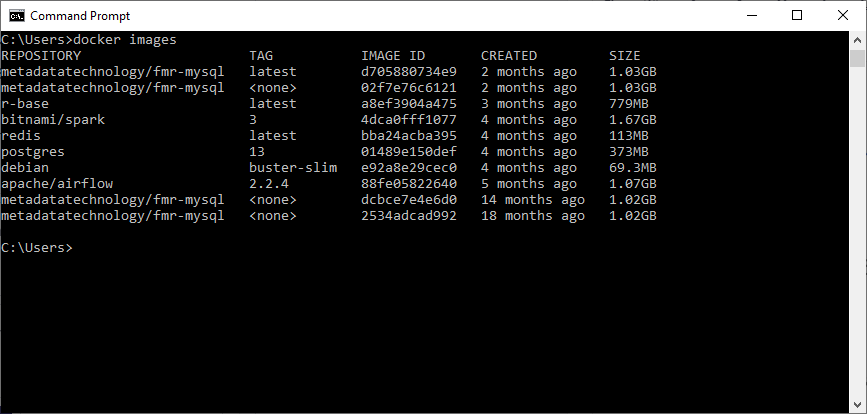 Command Prompt
C:\Users>docker images
REPOSITORY TAG IMAGE ID CREATED SIZE
metadatatechnology/fmr-mysql latest d705880734e9 2 months ago 1.03GB
metadatatechnology/fmr-mysql <none> 02f7e76c6121 2 months ago 1.03GB
r-base latest a8ef3904a475 3 months ago 779MB
bitnami/spark 3 4dca0fff1077 4 months ago 1.67GB
redis latest bba24acba395 4 months ago 113MB
postgres 13 01489e150def 4 months ago 373MB
debian buster-slim e92a8e29cec0 4 months ago 69.3MB
apache/airflow 2.2.4 88fe05822640 5 months ago 1.07GB
metadatatechnology/fmr-mysql <none> dcbce7e4e6d0 14 months ago 1.02GB
metadatatechnology/fmr-mysql <none> 2534adcad992 18 months ago 1.02GB
C:\Users>